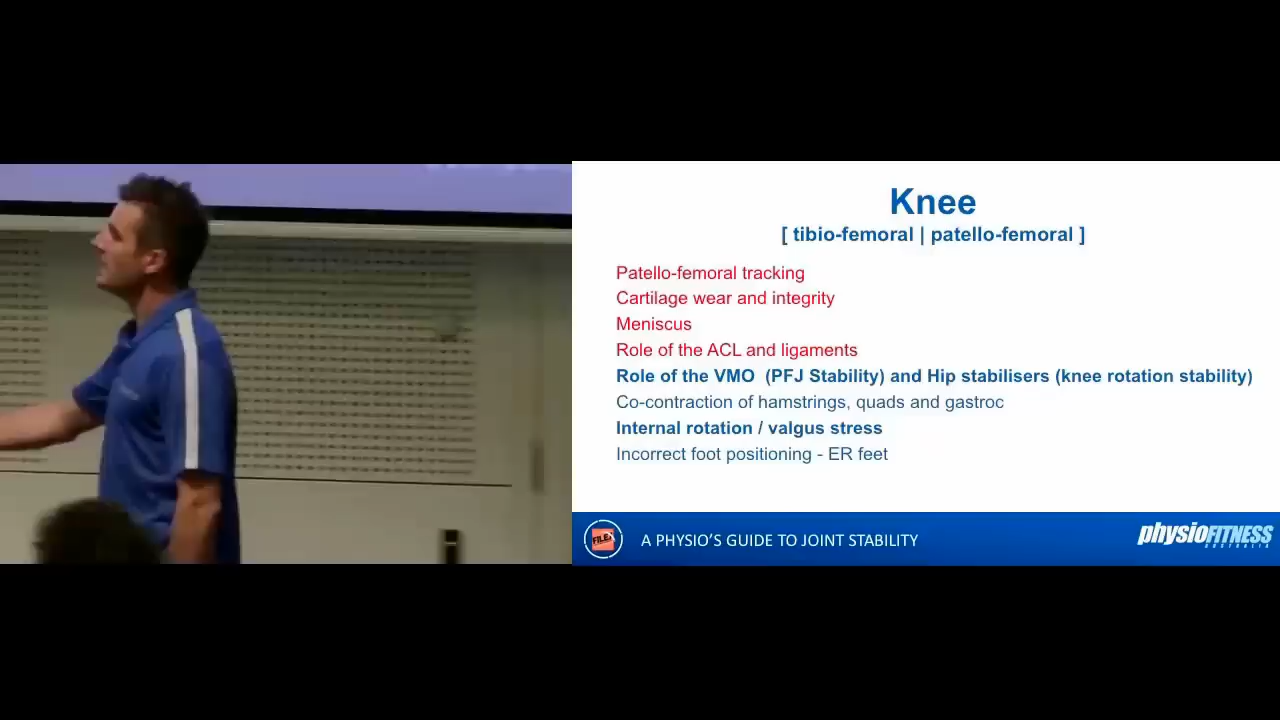 Knee
[ tibio-femoral | patello-femoral ]
Patello-femoral tracking
Cartilage wear and integrity
Meniscus
Role of the ACL and ligaments
Role of the VMO  (PFJ Stability) and Hip stabilisers (knee rotation stability)
Co-contraction of hamstrings, quads and gastroc
Internal rotation / valgus stress
Incorrect foot positioning - ER feet
FILEX
A PHYSIO'S GUIDE TO JOINT STABILITY
physioFITNESS
AUSTRALIA